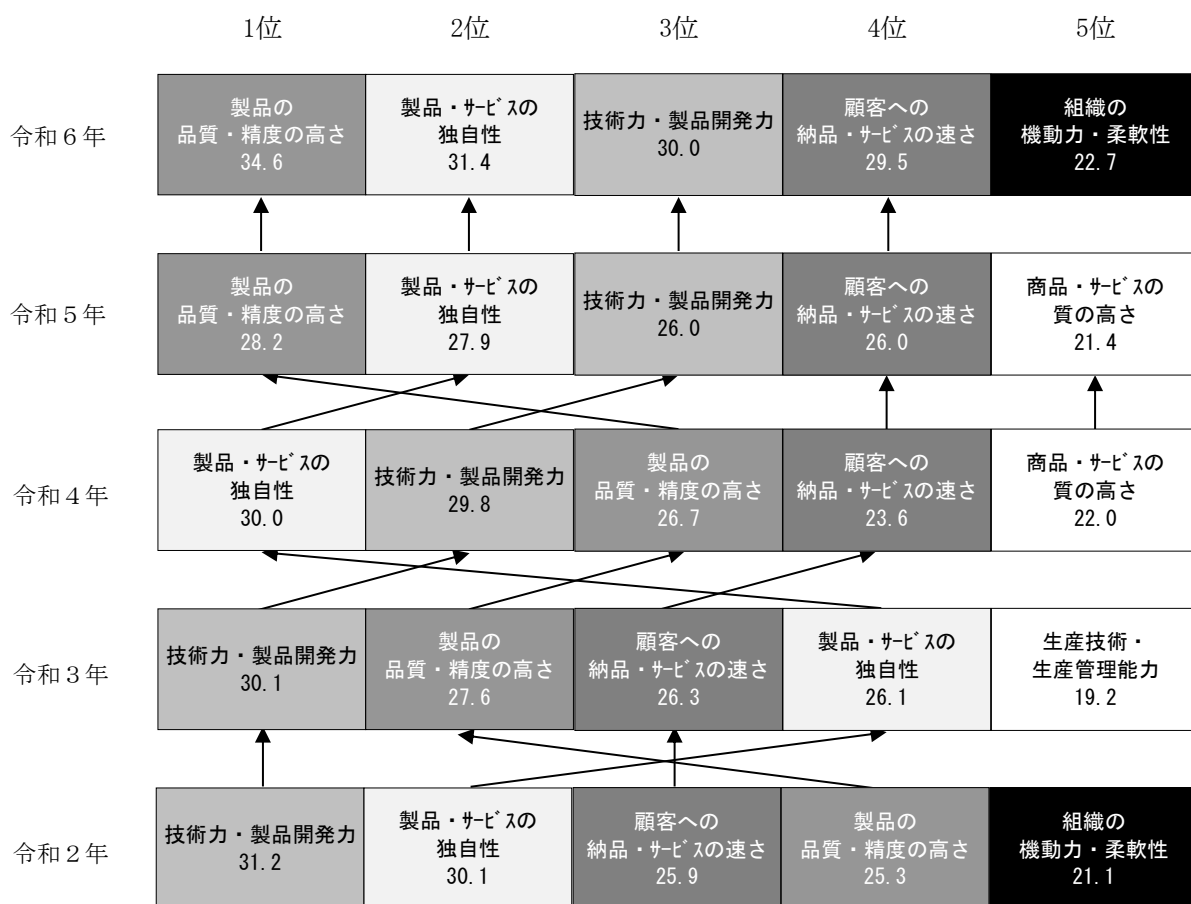 1位 2位 3位 4位 5位
令和6年
製品の
品質・精度の高さ
34.6
製品・サービスの
独自性
31.4
技術力・製品開発力
30.0
顧客への
納品・サービスの速さ
29.5
組織の
機動力・柔軟性
22.7
令和5年
製品の
品質・精度の高さ
28.2
製品・サービスの
独自性
27.9
技術力・製品開発力
26.0
顧客への
納品・サービスの速さ
26.0
商品・サービスの
質の高さ
21.4
令和4年
製品・サービスの
独自性
30.0
技術力・製品開発力
29.8
製品の
品質・精度の高さ
26.7
顧客への
納品・サービスの速さ
23.6
商品・サービスの
質の高さ
22.0
令和3年
技術力・製品開発力
30.1
製品の
品質・精度の高さ
27.6
顧客への
納品・サービスの速さ
26.3
製品・サービスの
独自性
26.1
生産技術・
生産管理能力
19.2
令和2年
技術力・製品開発力
31.2
製品・サービスの
独自性
30.1
顧客への
納品・サービスの速さ
25.9
製品の
品質・精度の高さ
25.3
組織の
機動力・柔軟性
21.1